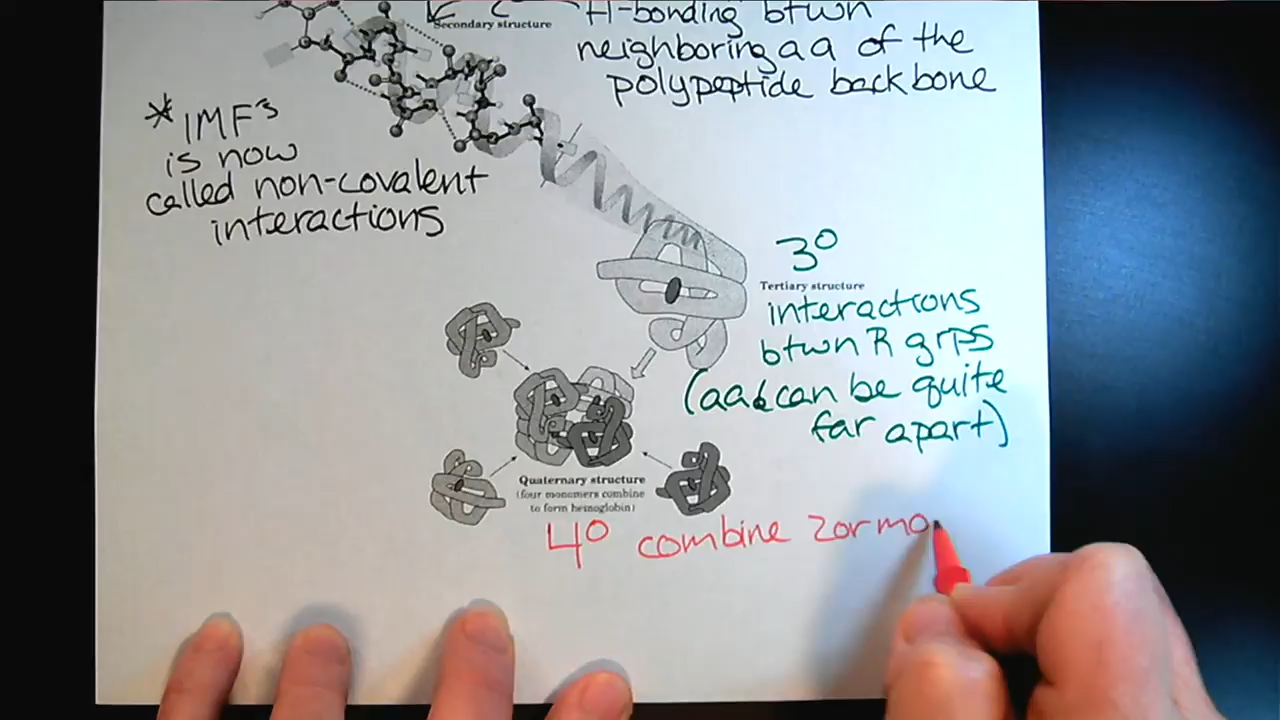 Secondary structure
H-bonding btwn
neighboring aa of the
polypeptide backbone
*IMF's
is now
called non-covalent
interactions
3°
Tertiary structure
interactions
btwn R grps
(aa can be quite
far apart)
Quaternary structure
(four monomers combine
to form hemoglobin)
4° combine 2 or mo